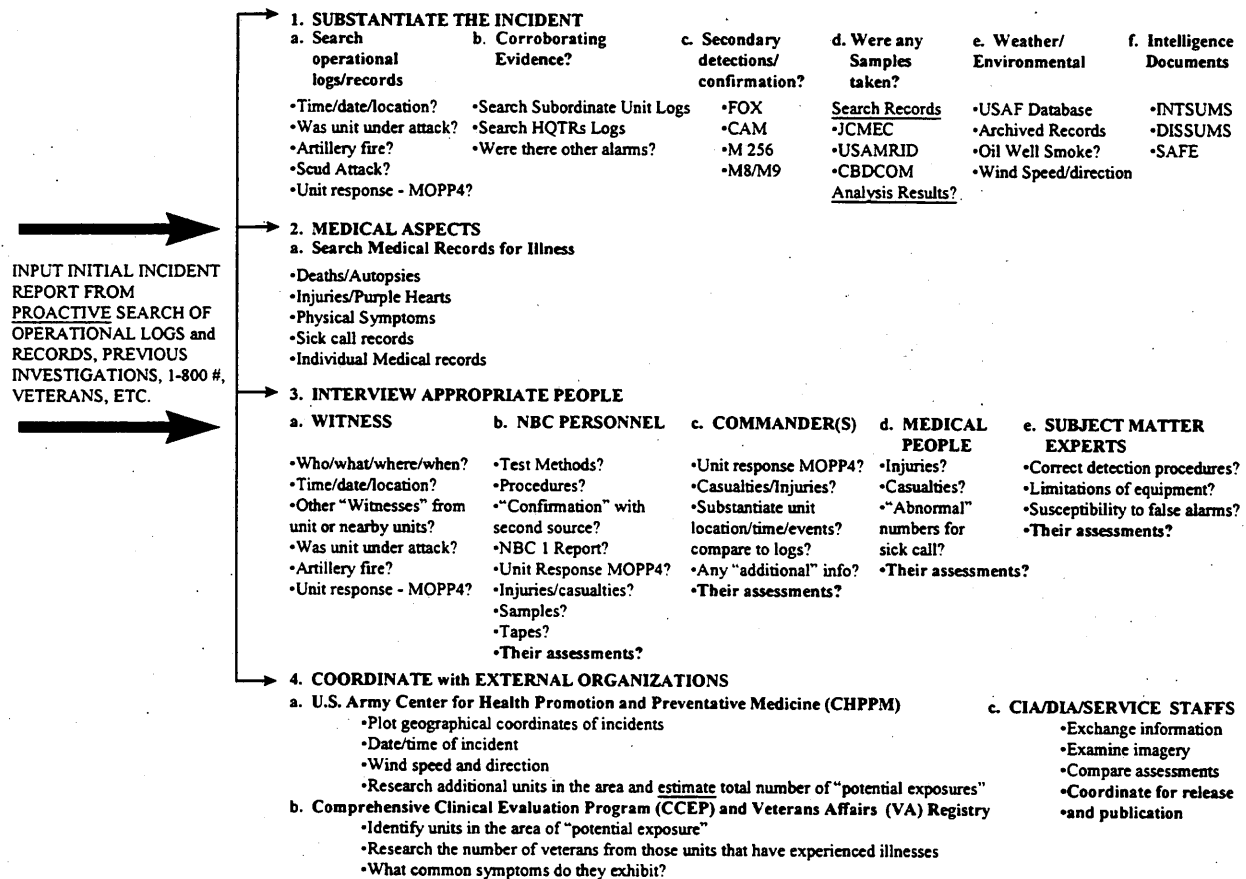 INPUT INITIAL INCIDENT
REPORT FROM
PROACTIVE SEARCH OF
OPERATIONAL LOGS and
RECORDS, PREVIOUS
INVESTIGATIONS, 1-800 #,
VETERANS, ETC.
1. SUBSTANTIATE THE INCIDENT
a. Search
operational
logs/records
•Time/date/location?
•Was unit under attack?
•Artillery fire?
•Scud Attack?
•Unit response - MOPP4?
b. Corroborating
Evidence?
•Search Subordinate Unit Logs
•Search HQTRs Logs
•Were there other alarms?
c. Secondary
detections/
confirmation?
•FOX
•CAM
•M 256
•M8/M9
d. Were any
Samples
taken?
Search Records
•JCMEC
•USAMRID
•CBDCOM
Analysis Results?
e. Weather/
Environmental
•USAF Database
•Archived Records
•Oil Well Smoke?
•Wind Speed/direction
f. Intelligence
Documents
•INTSUMS
•DISSUMS
•SAFE
2. MEDICAL ASPECTS
a. Search Medical Records for Illness
•Deaths/Autopsies
•Injuries/Purple Hearts
•Physical Symptoms
•Sick call records
•Individual Medical records
3. INTERVIEW APPROPRIATE PEOPLE
a. WITNESS
•Who/what/where/when?
•Time/date/location?
•Other "Witnesses" from
unit or nearby units?
•Was unit under attack?
•Artillery fire?
•Unit response - MOPP4?
b. NBC PERSONNEL
•Test Methods?
•Procedures?
•"Confirmation" with
second source?
•NBC 1 Report?
•Unit Response MOPP4?
•Injuries/casualties?
•Samples?
•Tapes?
•Their assessments?
c. COMMANDER(S)
•Unit response MOPP4?
•Casualties/Injuries?
•Substantiate unit
location/time/events?
compare to logs?
•Any "additional" info?
•Their assessments?
d. MEDICAL
PEOPLE
•Injuries?
•Casualties?
•"Abnormal"
numbers for
sick call?
•Their assessments?
e. SUBJECT MATTER
EXPERTS
•Correct detection procedures?
•Limitations of equipment?
•Susceptibility to false alarms?
•Their assessments?
4. COORDINATE with EXTERNAL ORGANIZATIONS
a. U.S. Army Center for Health Promotion and Preventative Medicine (CHPPM)
•Plot geographical coordinates of incidents
•Date/time of incident
•Wind speed and direction
•Research additional units in the area and estimate total number of "potential exposures"
b. Comprehensive Clinical Evaluation Program (CCEP) and Veterans Affairs (VA) Registry
•Identify units in the area of "potential exposure"
•Research the number of veterans from those units that have experienced illnesses
•What common symptoms do they exhibit?
c. CIA/DIA/SERVICE STAFFS
•Exchange information
•Examine imagery
•Compare assessments
•Coordinate for release
•and publication